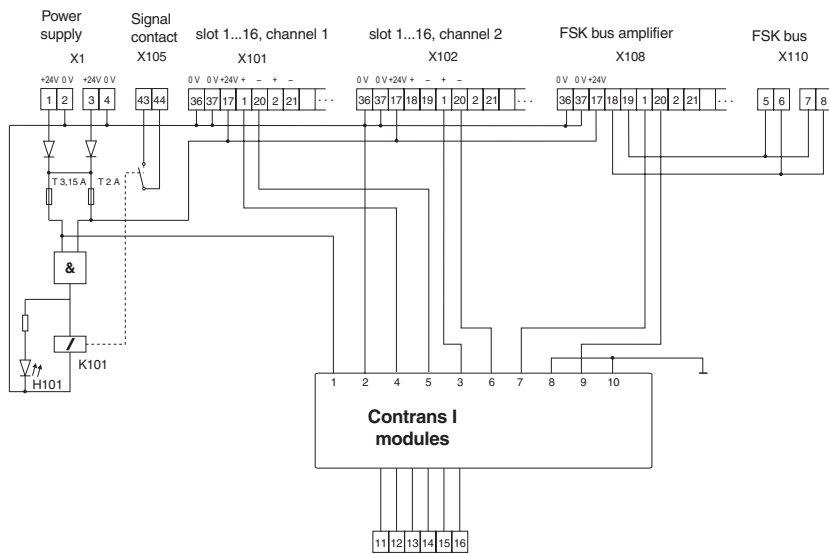 Power supply
X1
Signal contact
X105
slot 1...16, channel 1
X101
slot 1...16, channel 2
X102
FSK bus amplifier
X108
FSK bus
X110
+24V 0 V +24V 0 V
0 V 0 V +24V + – + –
0 V 0 V +24V + – + –
0 V 0 V +24V
1 2 3 4
43 44
36 37 17 1 20 2 21 ...
36 37 17 18 19 1 20 2 21 ...
36 37 17 18 19 1 20 2 21 ...
5 6 7 8
T 3,15 A T 2 A
&
K101
H101
1 2 4 5 3 6 7 8 9 10
Contrans I
modules
11 12 13 14 15 16